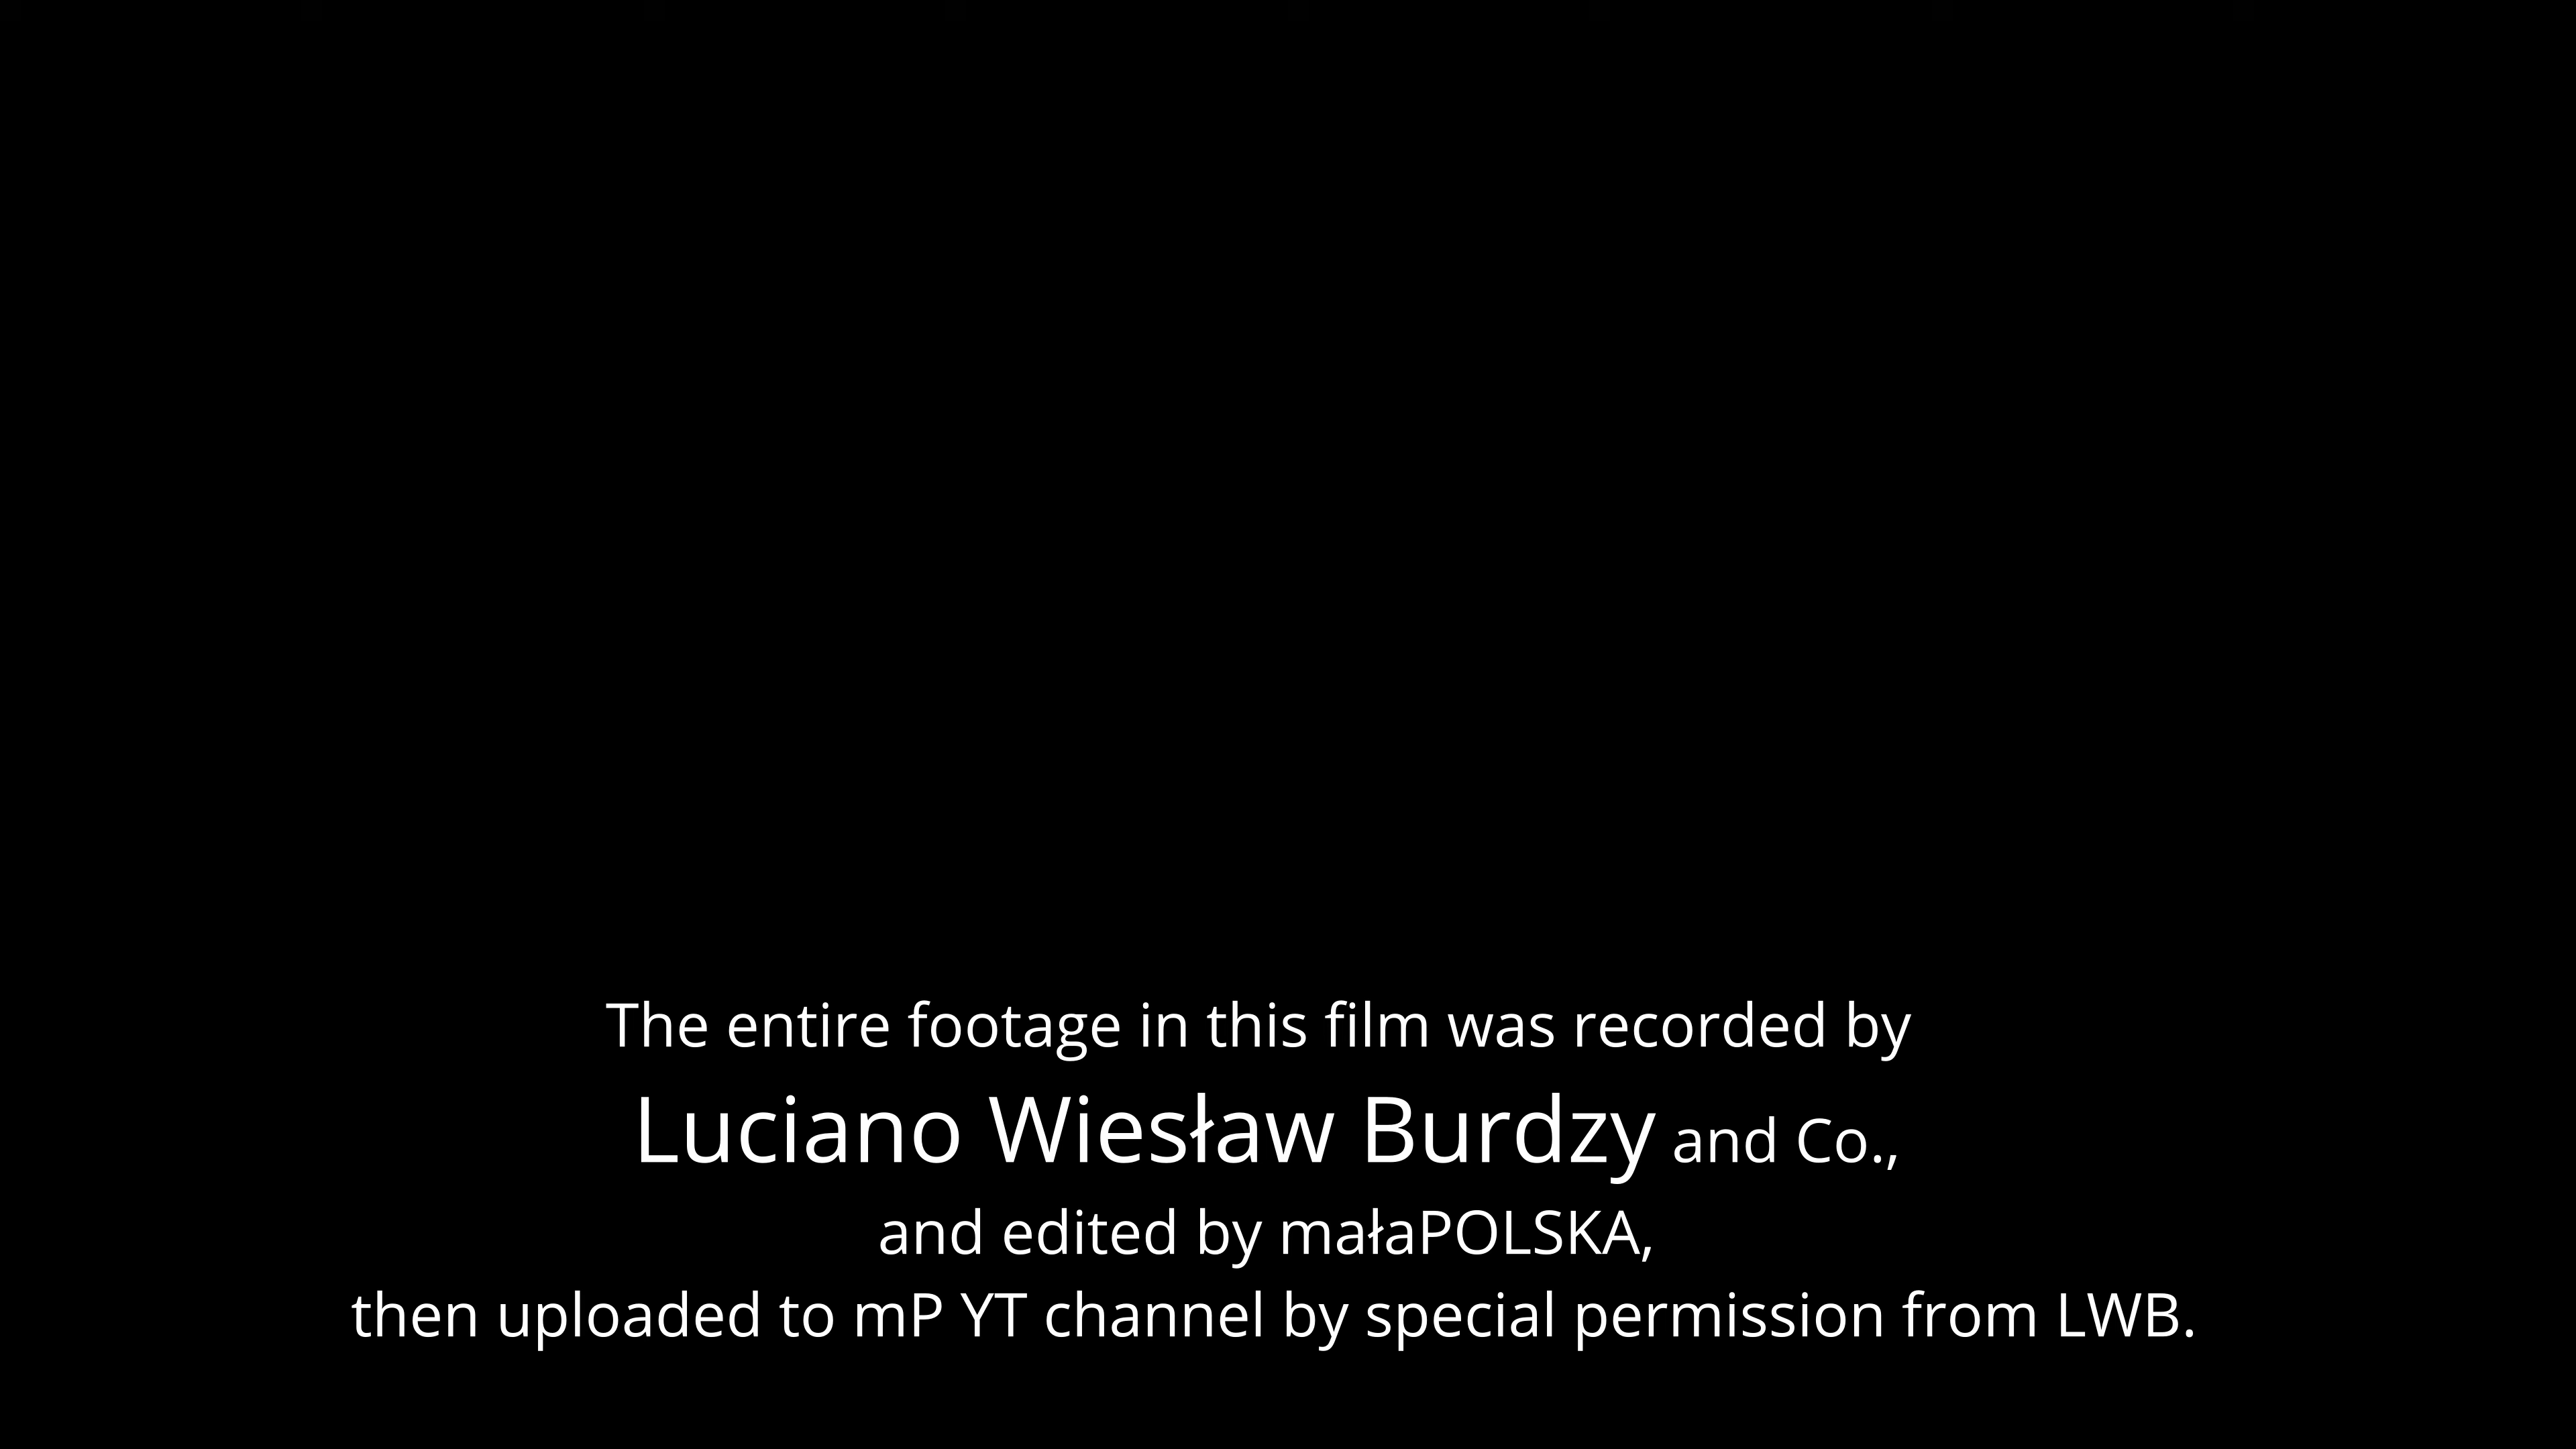 The entire footage in this film was recorded by
Luciano Wiesław Burdzy and Co.,
and edited by małaPOLSKA,
then uploaded to mP YT channel by special permission from LWB.